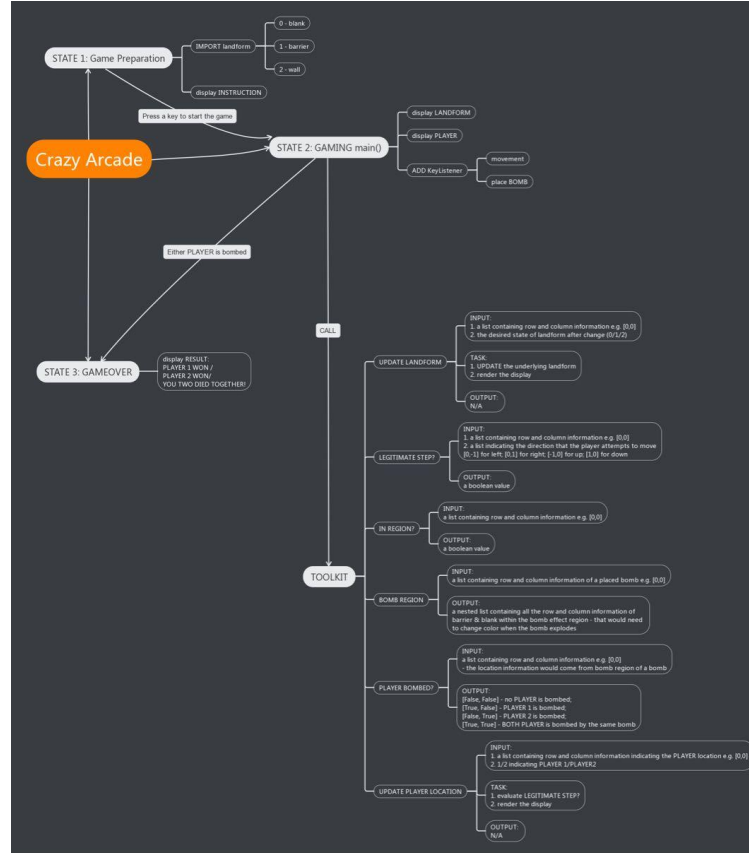 STATE 1: Game Preparation
IMPORT landform
0 - blank
1 - barrier
2 - wall
display INSTRUCTION
Press a key to start the game
Crazy Arcade
STATE 2: GAMING main()
display LANDFORM
display PLAYER
ADD KeyListener
movement
place BOMB
Either PLAYER is bombed
CALL
STATE 3: GAMEOVER
display RESULT:
PLAYER 1 WON /
PLAYER 2 WON/
YOU TWO DIED TOGETHER!
TOOLKIT
UPDATE LANDFORM
INPUT:
1. a list containing row and column information e.g. [0,0]
2. the desired state of landform after change (0/1/2)
TASK:
1. UPDATE the underlying landform
2. render the display
OUTPUT:
N/A
LEGITIMATE STEP?
INPUT:
1. a list containing row and column information e.g. [0,0]
2. a list indicating the direction that the player attempts to move
[0,-1] for left; [0,1] for right; [-1,0] for up; [1,0] for down
OUTPUT:
a boolean value
IN REGION?
INPUT:
a list containing row and column information e.g. [0,0]
OUTPUT:
a boolean value
BOMB REGION
INPUT:
a list containing row and column information of a placed bomb e.g. [0,0]
OUTPUT:
a nested list containing all the row and column information of
barrier & blank within the bomb effect region - that would need
to change color when the bomb explodes
PLAYER BOMBED?
INPUT:
a list containing row and column information e.g. [0,0]
- the location information would come from bomb region of a bomb
OUTPUT:
[False, False] - no PLAYER is bombed;
[True, False] - PLAYER 1 is bombed;
[False, True] - PLAYER 2 is bombed;
[True, True] - BOTH PLAYER is bombed by the same bomb
UPDATE PLAYER LOCATION
INPUT:
1. a list containing row and column information indicating the PLAYER location e.g. [0,0]
2. 1/2 indicating PLAYER 1/PLAYER2
TASK:
1. evaluate LEGITIMATE STEP?
2. render the display
OUTPUT:
N/A